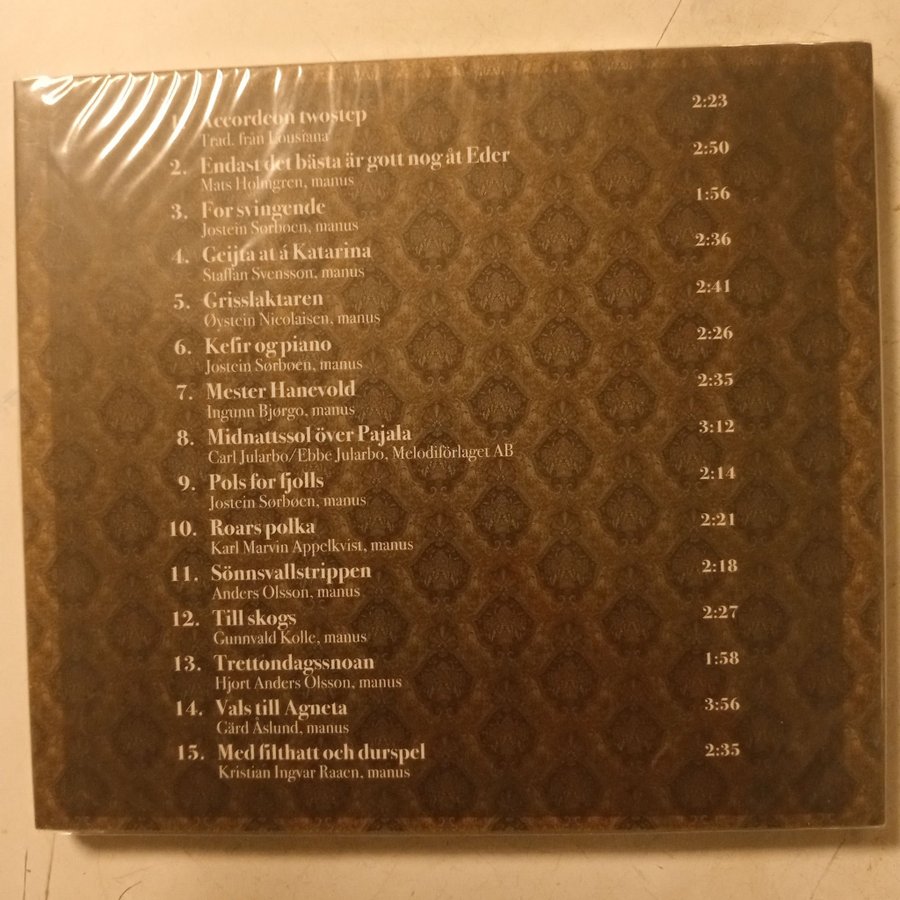 1. Accordeon twostep 2:23
Trad. från Lousiana
2. Endast det bästa är gott nog åt Eder 2:50
Mats Holmgren, manus
3. For svingende 1:56
Jostein Sørbøen, manus
4. Geijta at á Katarina 2:36
Staffan Svensson, manus
5. Grisslaktaren 2:41
Øystein Nicolaisen, manus
6. Kefir og piano 2:26
Jostein Sørbøen, manus
7. Mester Hanevold 2:35
Ingunn Bjørgo, manus
8. Midnattssol över Pajala 3:12
Carl Jularbo/Ebbe Jularbo, Melodiförlaget AB
9. Pols for fjolls 2:14
Jostein Sørbøen, manus
10. Roars polka 2:21
Karl Marvin Appelkvist, manus
11. Sönnsvallstrippen 2:18
Anders Olsson, manus
12. Till skogs 2:27
Gunnvald Kolle, manus
13. Trettondagssnoan 1:58
Hjort Anders Olsson, manus
14. Vals till Agneta 3:56
Gärd Åslund, manus
15. Med filthatt och durspel 2:35
Kristian Ingvar Raaen, manus